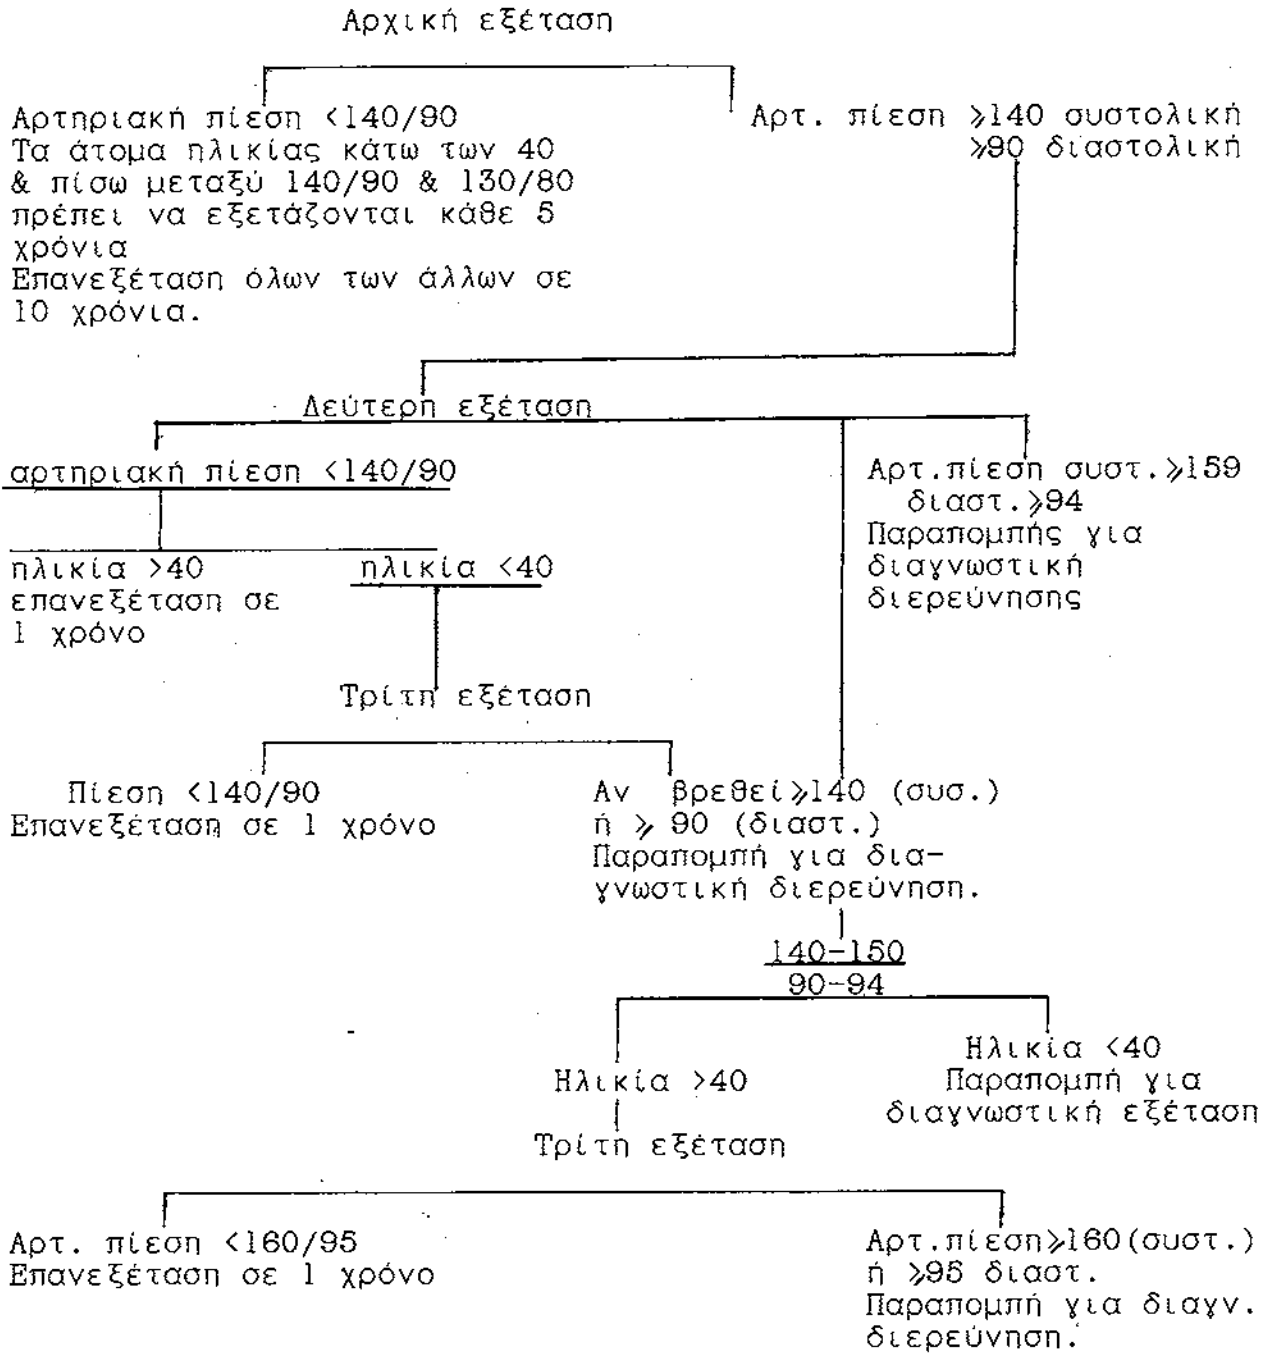 Αρχική εξέταση
Αρτηριακή πίεση <140/90
Τα άτομα ηλικίας κάτω των 40
& πίσω μεταξύ 140/90 & 130/80
πρέπει να εξετάζονται κάθε 5
χρόνια
Επανεξέταση όλων των άλλων σε
10 χρόνια.
Αρτ. πίεση ⩾140 συστολική
⩾90 διαστολική
Δεύτερη εξέταση
αρτηριακή πίεση <140/90
Αρτ.πίεση συστ.⩾159
διαστ.⩾94
Παραπομπής για
διαγνωστική
διερεύνησης
ηλικία >40
επανεξέταση σε
1 χρόνο
ηλικία <40
Τρίτη εξέταση
Πίεση <140/90
Επανεξέταση σε 1 χρόνο
Αν βρεθεί⩾140 (συσ.)
ή ⩾ 90 (διαστ.)
Παραπομπή για δια-
γνωστική διερεύνηση.
140-150
90-94
Ηλικία >40
Ηλικία <40
Παραπομπή για
διαγνωστική εξέταση
Τρίτη εξέταση
Αρτ. πίεση <160/95
Επανεξέταση σε 1 χρόνο
Αρτ.πίεση⩾160(συστ.)
ή ⩾95 διαστ.
Παραπομπή για διαγν.
διερεύνηση.